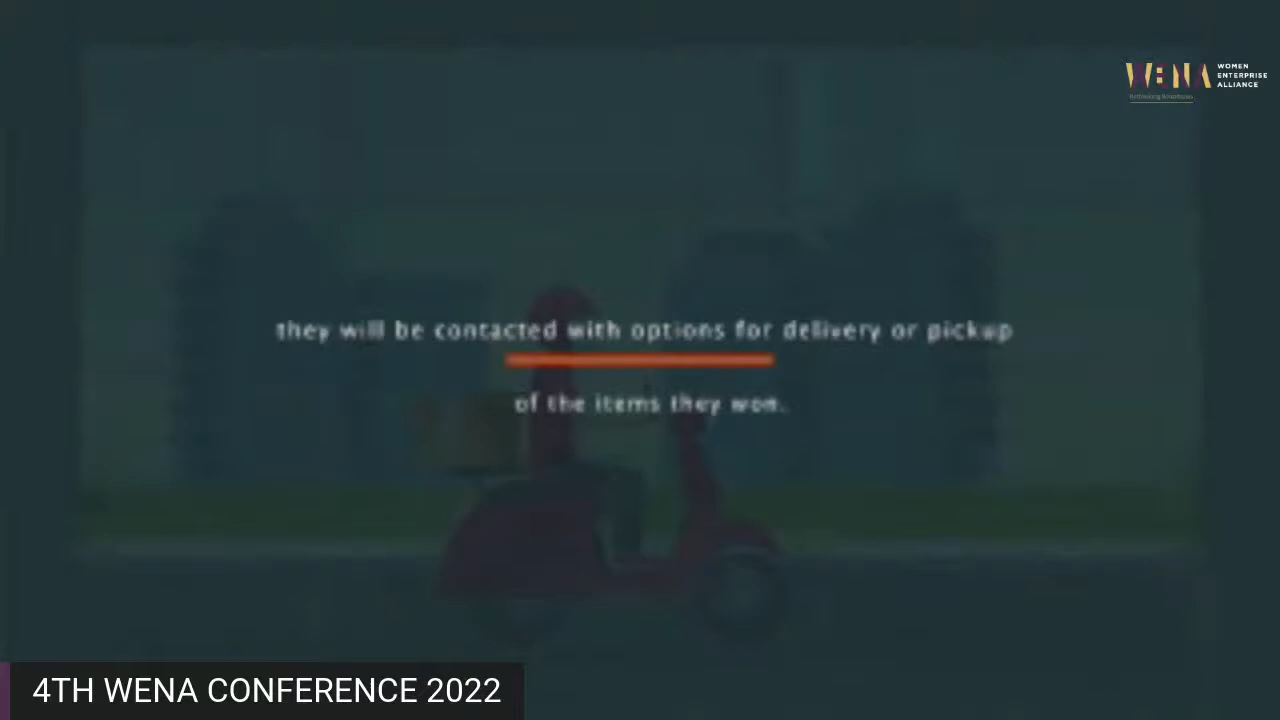 WENA
WOMEN
ENTERPRISE
ALLIANCE
they will be contacted with options for delivery or pickup
of the items they won.
4TH WENA CONFERENCE 2022